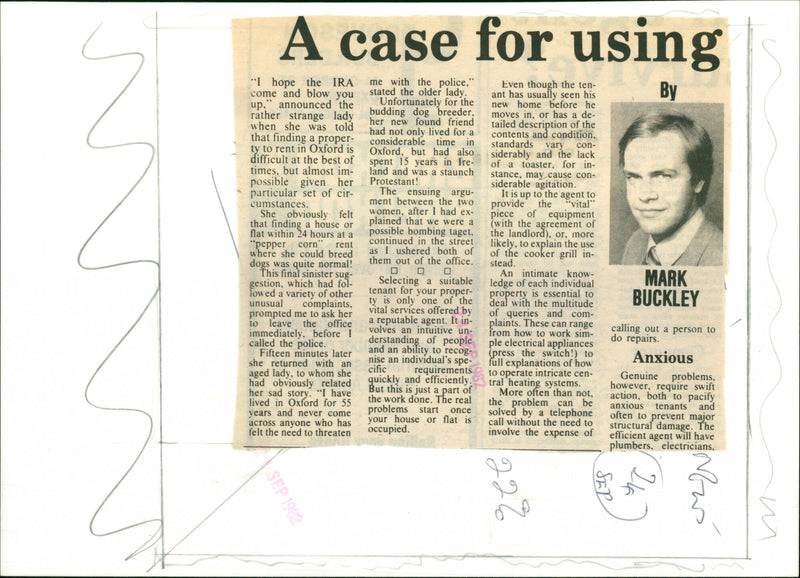 A case for using
"I hope the IRA
come and blow you
up," announced the
rather strange lady
when she was told
that finding a proper-
ty to rent in Oxford is
difficult at the best of
times, but almost im-
possible given her
particular set of cir-
cumstances.
She obviously felt
that finding a house or
flat within 24 hours at a
"pepper corn" rent
where she could breed
dogs was quite normal!
This final sinister sug-
gestion, which had fol-
lowed a variety of other
unusual complaints,
prompted me to ask her
to leave the office
immediately, before I
called the police.
Fifteen minutes later
she returned with an
aged lady, to whom she
had obviously related
her sad story. "I have
lived in Oxford for 55
years and never come
across anyone who has
felt the need to threaten
me with the police,"
stated the older lady.
Unfortunately for the
budding dog breeder,
her new found friend
had not only lived for a
considerable time in
Oxford, but had also
spent 15 years in Ire-
land and was a staunch
Protestant!
The ensuing argu-
ment between the two
women, after I had ex-
plained that we were a
possible bombing taget,
continued in the street
as I ushered both of
them out of the office.
Selecting a suitable
tenant for your proper-
ty is only one of the
vital services offered by
a reputable agent. It in-
volves an intuitive un-
derstanding of people
and an ability to recog-
nise an individual's spe-
cific requirements
quickly and efficiently.
But this is just a part of
the work done. The real
problems start once
your house or flat is
occupied.
Even though the ten-
ant has usually seen his
new home before he
moves in, or has a de-
tailed description of the
contents and condition,
standards vary con-
siderably and the lack
of a toaster, for in-
stance, may cause con-
siderable agitation.
It is up to the agent to
provide the "vital"
piece of equipment
(with the agreement of
the landlord), or, more
likely, to explain the use
of the cooker grill in-
stead.
An intimate know-
ledge of each individual
property is essential to
deal with the multitude
of queries and com-
plaints. These can range
from how to work sim-
ple electrical appliances
(press the switch!) to
full explanations of how
to operate intricate cen-
tral heating systems.
More often than not,
the problem can be
solved by a telephone
call without the need to
involve the expense of
By
MARK
BUCKLEY
calling out a person to
do repairs.
Anxious
Genuine problems,
however, require swift
action, both to pacify
anxious tenants and
often to prevent major
structural damage. The
efficient agent will have
plumbers, electricians,
SEP 1982
226
24
SEP